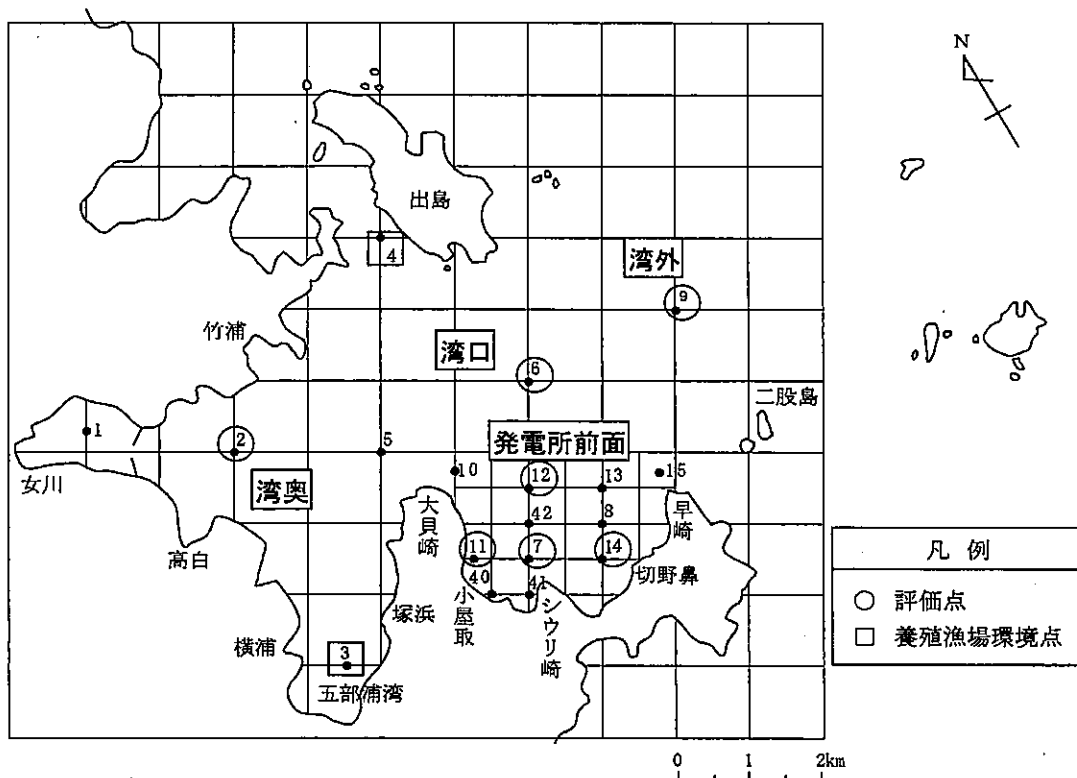 N
出島
4
湾外
9
竹浦
湾口
6
二股島
発電所前面
1
2
5
10
12
13
15
女川
湾奥
大貝崎
42
8
早崎
高白
11
7
14
凡例
40
41
切野鼻
小屋取
シウリ崎
塚浜
○ 評価点
横浦
3
□ 養殖漁場環境点
五部浦湾
0 1 2km